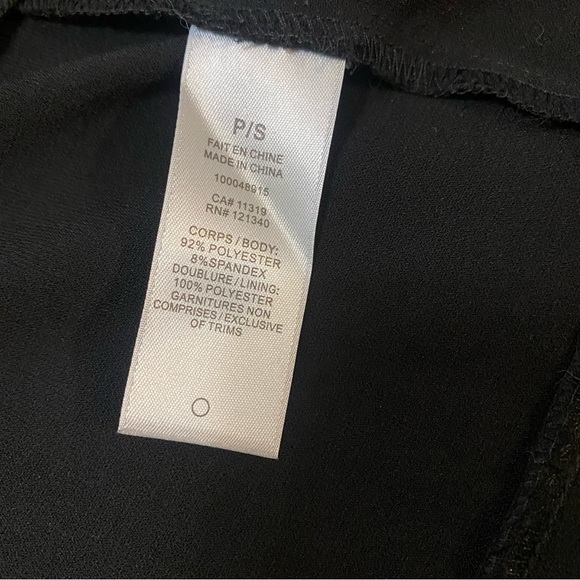 P/S
FAIT EN CHINE
MADE IN CHINA
100048915
CA# 11319
RN# 121340
CORPS / BODY:
92% POLYESTER
8%SPANDEX
DOUBLURE / LINING:
100% POLYESTER
GARNITURES NON
COMPRISES / EXCLUSIVE
OF TRIMS